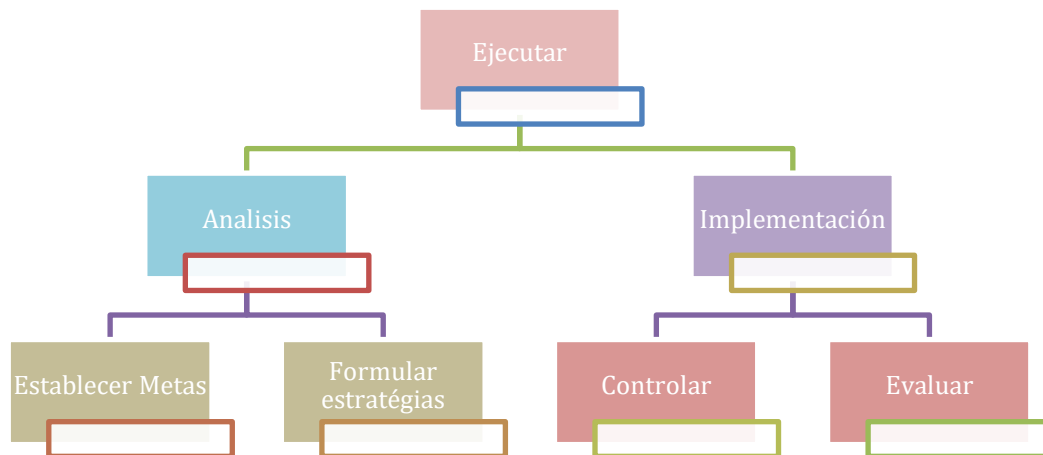 Ejecutar
Analisis
Implementación
Establecer Metas
Formular
estratégias
Controlar
Evaluar